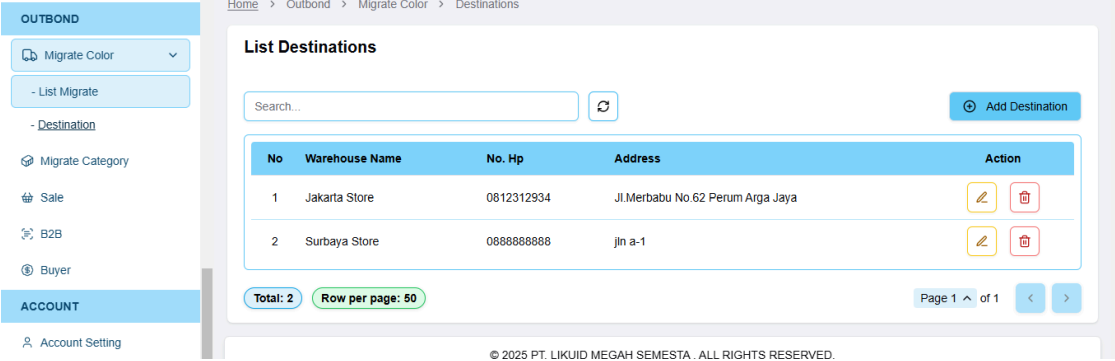 Home > Outbond > Migrate Color > Destinations
OUTBOND
Migrate Color
- List Migrate
- Destination
Migrate Category
Sale
B2B
Buyer
ACCOUNT
Account Setting
List Destinations
Search...
Add Destination
No Warehouse Name No. Hp Address Action
1 Jakarta Store 0812312934 Jl.Merbabu No.62 Perum Arga Jaya
2 Surbaya Store 0888888888 jln a-1
Total: 2 Row per page: 50 Page 1 of 1
© 2025 PT. LIKUID MEGAH SEMESTA . ALL RIGHTS RESERVED.